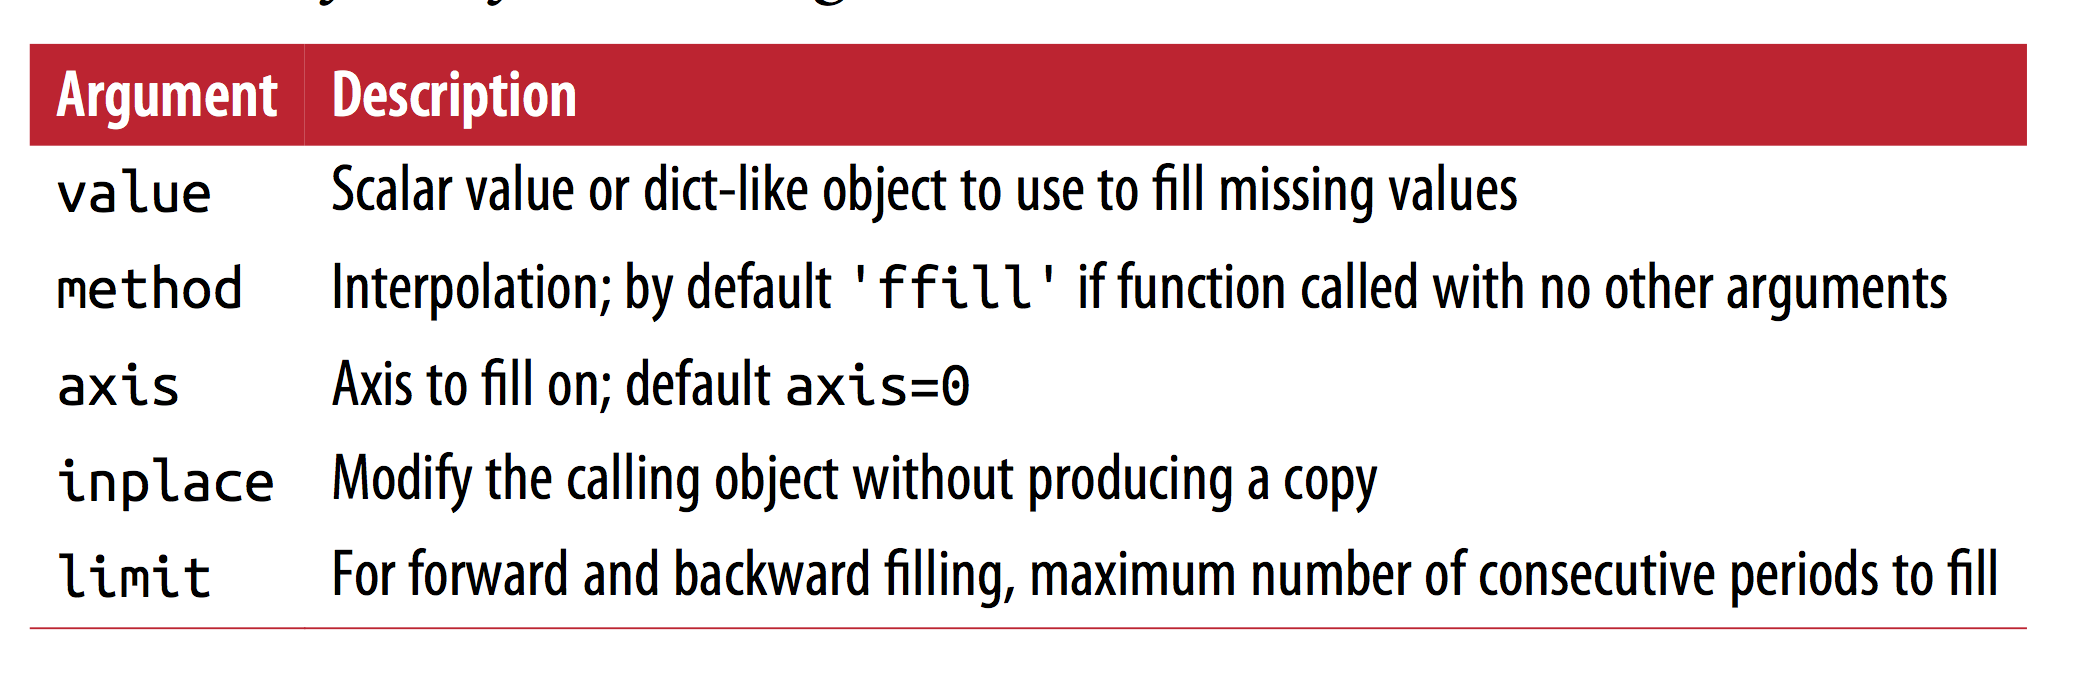 Argument Description
value Scalar value or dict-like object to use to fill missing values
method Interpolation; by default 'ffill' if function called with no other arguments
axis Axis to fill on; default axis=0
inplace Modify the calling object without producing a copy
limit For forward and backward filling, maximum number of consecutive periods to fill